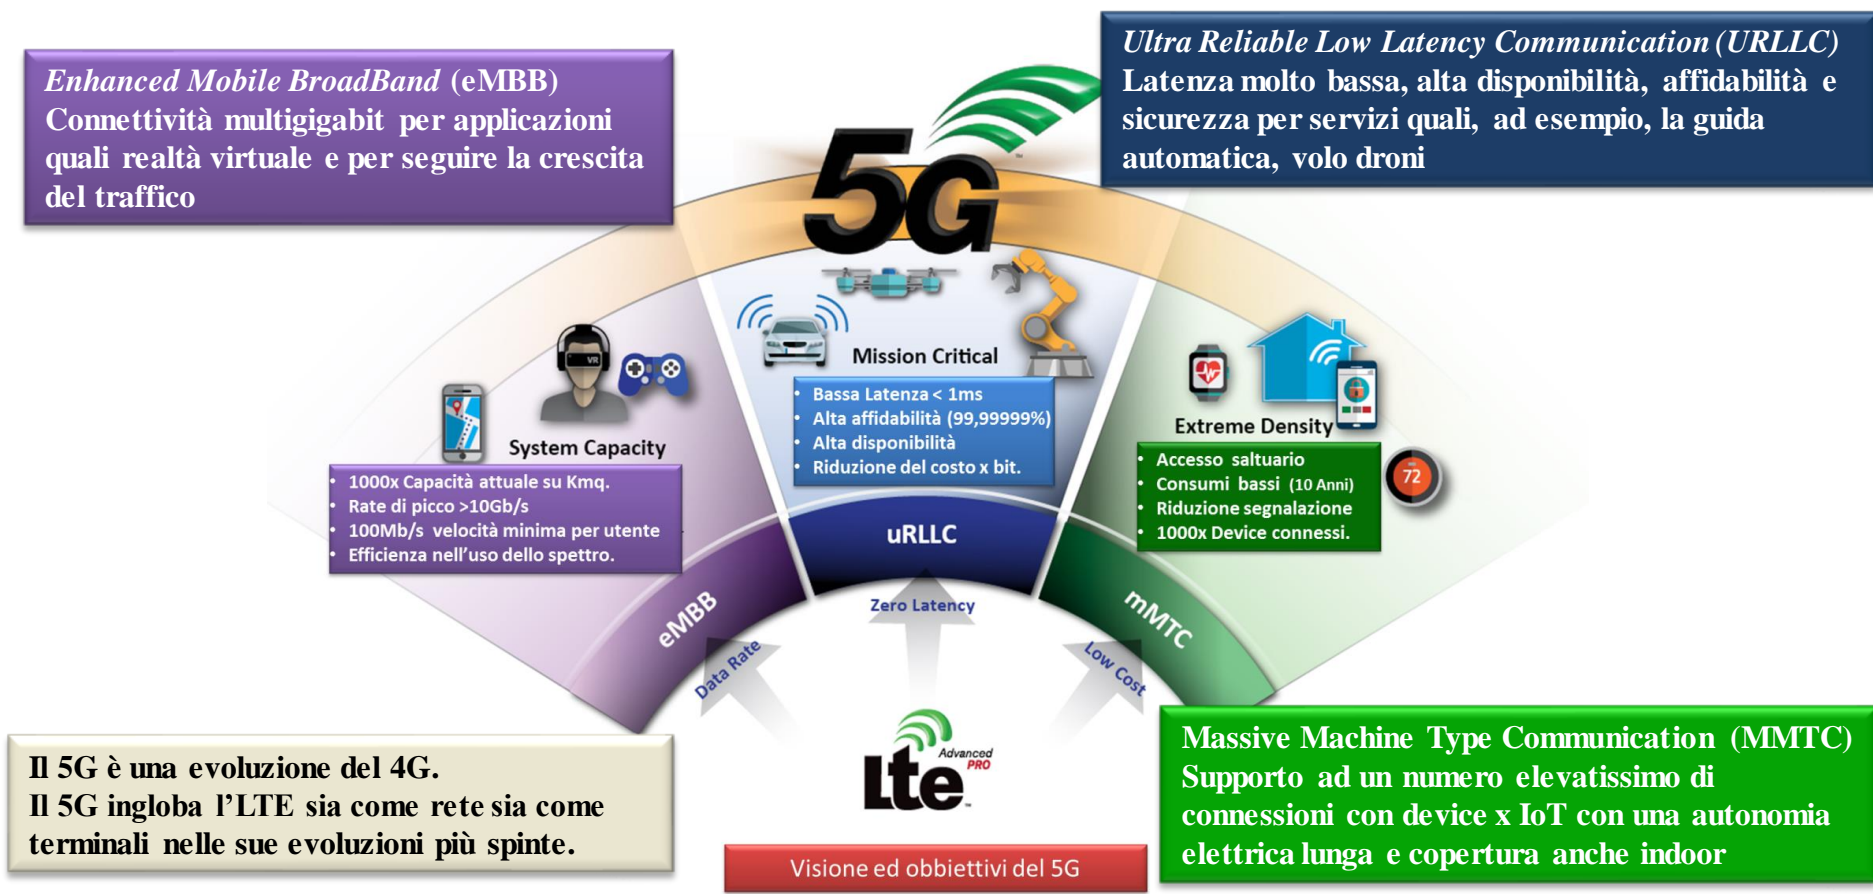 Enhanced Mobile BroadBand (eMBB)
Connettività multigigabit per applicazioni
quali realtà virtuale e per seguire la crescita
del traffico
Ultra Reliable Low Latency Communication (URLLC)
Latenza molto bassa, alta disponibilità, affidabilità e
sicurezza per servizi quali, ad esempio, la guida
automatica, volo droni
5G
TM
VR
System Capacity
• 1000x Capacità attuale su Kmq.
• Rate di picco >10Gb/s
• 100Mb/s velocità minima per utente
• Efficienza nell'uso dello spettro.
Mission Critical
• Bassa Latenza < 1ms
• Alta affidabilità (99,99999%)
• Alta disponibilità
• Riduzione del costo x bit.
Extreme Density
• Accesso saltuario
• Consumi bassi (10 Anni)
• Riduzione segnalazione
• 1000x Device connessi.
72
eMBB
uRLLC
mMTC
Data Rate
Zero Latency
Low Cost
Advanced
PRO
Lte
Il 5G è una evoluzione del 4G.
Il 5G ingloba l'LTE sia come rete sia come
terminali nelle sue evoluzioni più spinte.
Massive Machine Type Communication (MMTC)
Supporto ad un numero elevatissimo di
connessioni con device x IoT con una autonomia
elettrica lunga e copertura anche indoor
Visione ed obbiettivi del 5G